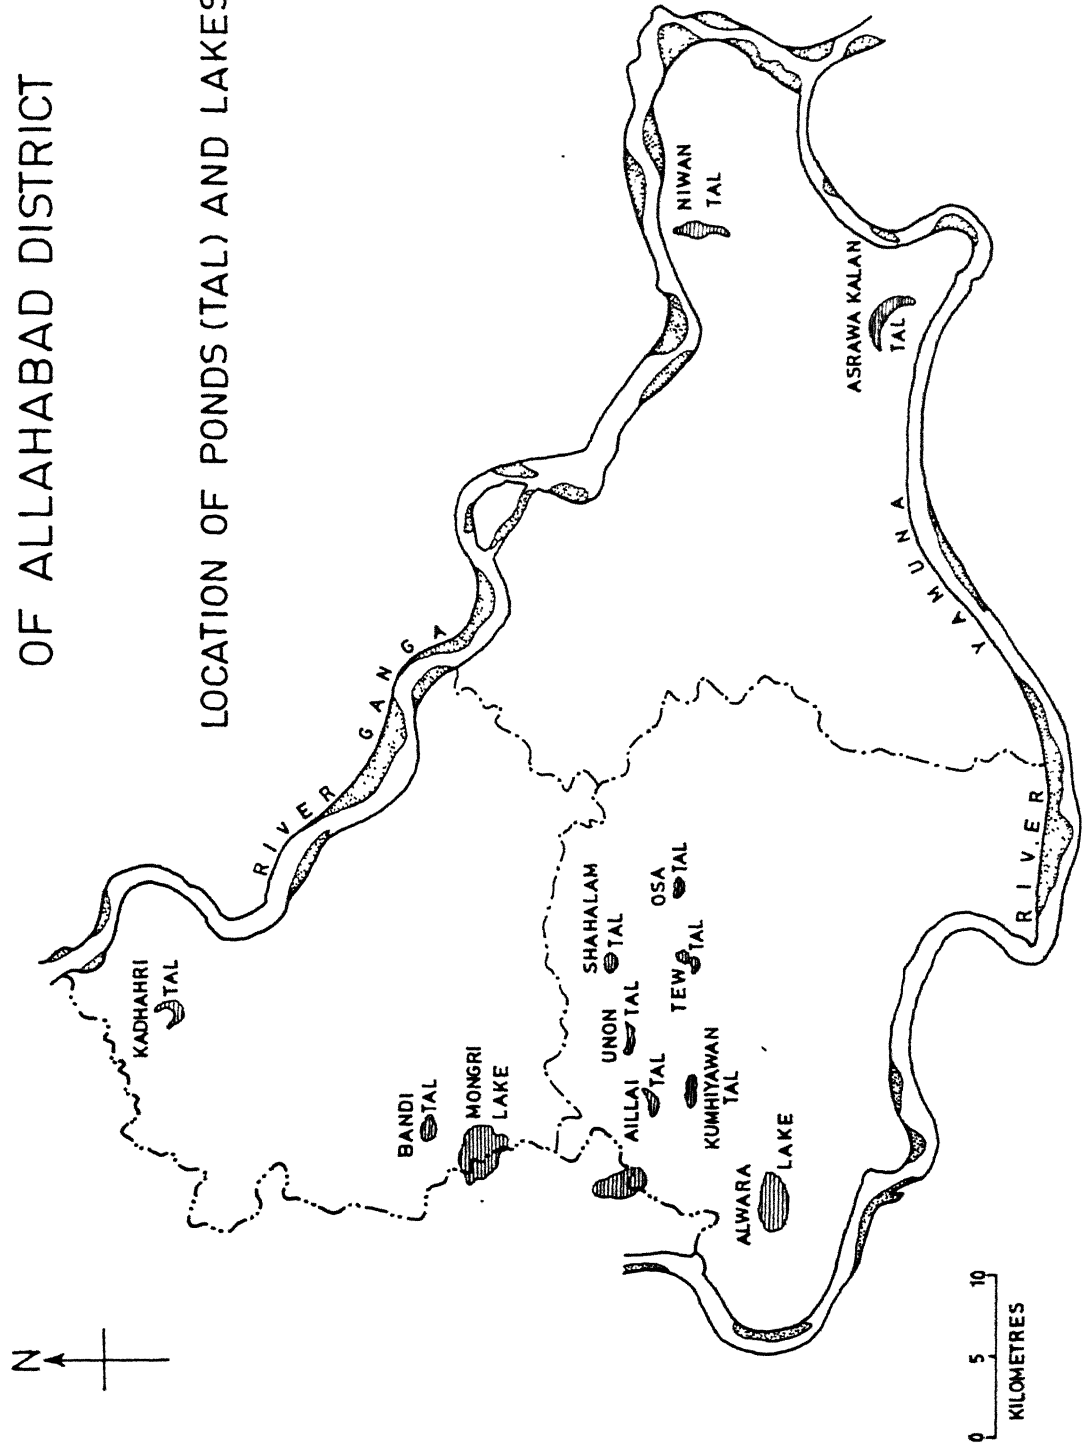 OF ALLAHABAD DISTRICT
LOCATION OF PONDS (TAL) AND LAKES
N
RIVER GANGA
KADHAHRI
TAL
BANDI
TAL
MONGRI
LAKE
SHAHALAM
TAL
UNON
TAL
AILLAI
TAL
OSA
TAL
TEW
TAL
KUMHIYAWAN
TAL
ALWARA
LAKE
NIWAN
TAL
ASRAWA KALAN
TAL
RIVER YAMUNA
0 5 10
KILOMETRES